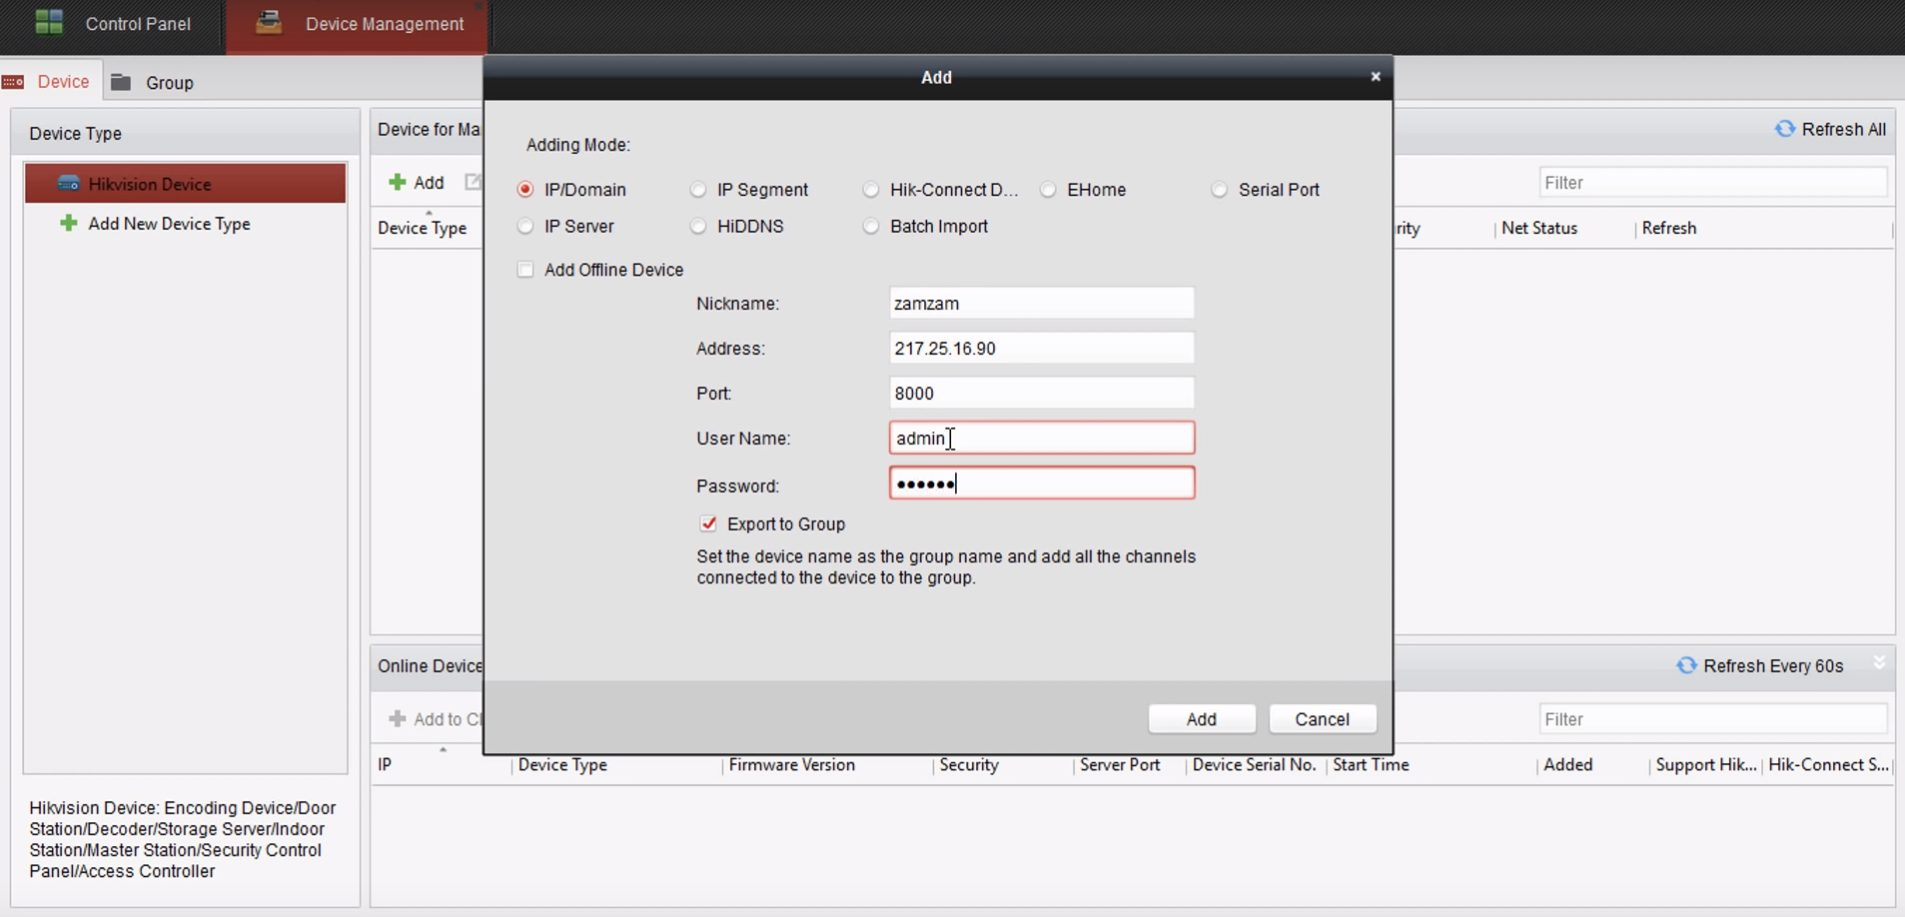 Control Panel
Device Management
Device
Group
Device Type
Hikvision Device
Add New Device Type
Hikvision Device: Encoding Device/Door
Station/Decoder/Storage Server/Indoor
Station/Master Station/Security Control
Panel/Access Controller
Device for Ma
Refresh All
Add
Filter
Device Type
rity
Net Status
Refresh
Add
Adding Mode:
IP/Domain
IP Segment
Hik-Connect D...
EHome
Serial Port
IP Server
HiDDNS
Batch Import
Add Offline Device
Nickname:
zamzam
Address:
217.25.16.90
Port:
8000
User Name:
admin
Password:
••••••
Export to Group
Set the device name as the group name and add all the channels
connected to the device to the group.
Add
Cancel
Online Device
Refresh Every 60s
Add to Cl
Filter
IP
Device Type
Firmware Version
Security
Server Port
Device Serial No.
Start Time
Added
Support Hik...
Hik-Connect S...